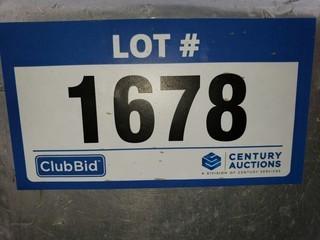 LOT #
1678
ClubBid
CENTURY
AUCTIONS
A DIVISION OF CENTURY SERVICES